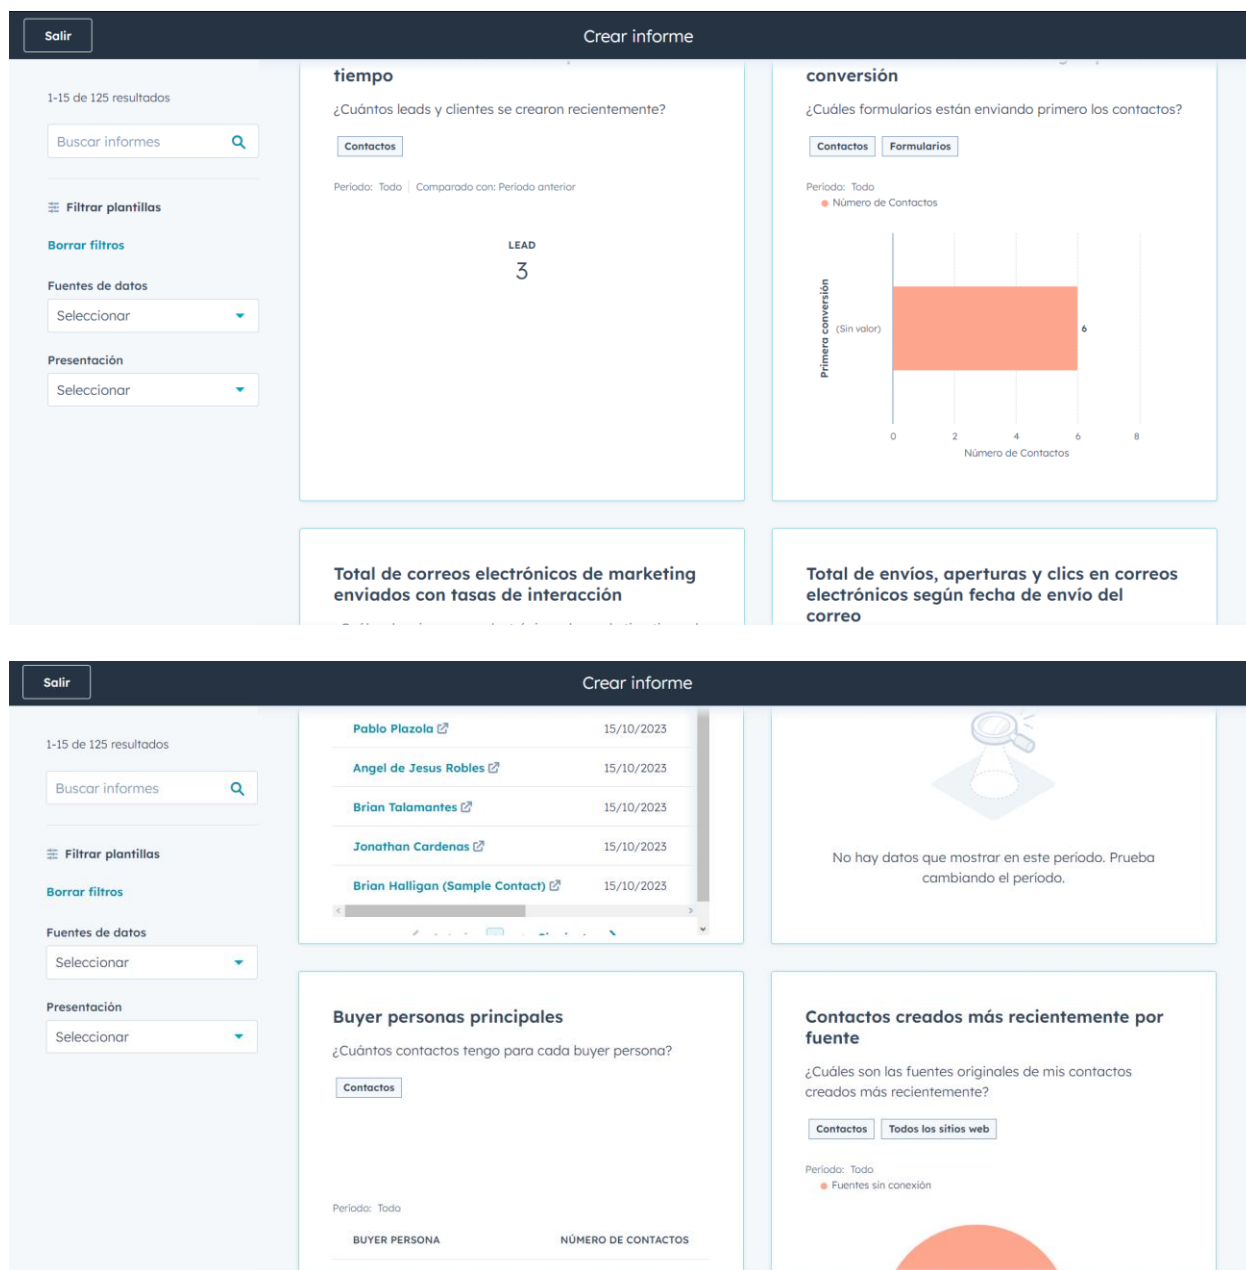 Salir
Crear informe
1-15 de 125 resultados
Buscar informes
Filtrar plantillas
Borrar filtros
Fuentes de datos
Seleccionar
Presentación
Seleccionar
tiempo
¿Cuántos leads y clientes se crearon recientemente?
Contactos
Período: Todo | Comparado con: Período anterior
LEAD
3
conversión
¿Cuáles formularios están enviando primero los contactos?
Contactos Formularios
Período: Todo
Número de Contactos
Primera conversión
(Sin valor)
6
0 2 4 6 8
Número de Contactos
Total de correos electrónicos de marketing
enviados con tasas de interacción
Total de envíos, aperturas y clics en correos
electrónicos según fecha de envío del
correo
Salir
Crear informe
1-15 de 125 resultados
Buscar informes
Filtrar plantillas
Borrar filtros
Fuentes de datos
Seleccionar
Presentación
Seleccionar
Pablo Plazola 15/10/2023
Angel de Jesus Robles 15/10/2023
Brian Talamantes 15/10/2023
Jonathan Cardenas 15/10/2023
Brian Halligan (Sample Contact) 15/10/2023
No hay datos que mostrar en este período. Prueba
cambiando el período.
Buyer personas principales
¿Cuántos contactos tengo para cada buyer persona?
Contactos
Período: Todo
BUYER PERSONA NÚMERO DE CONTACTOS
Contactos creados más recientemente por
fuente
¿Cuáles son las fuentes originales de mis contactos
creados más recientemente?
Contactos Todos los sitios web
Período: Todo
Fuentes sin conexión